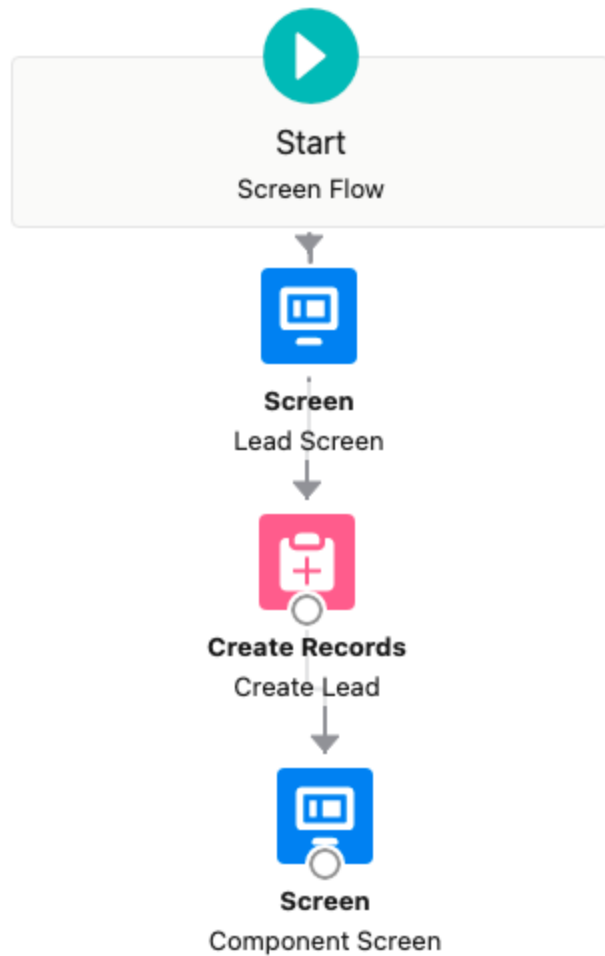 Start
Screen Flow
Screen
Lead Screen
Create Records
Create Lead
Screen
Component Screen